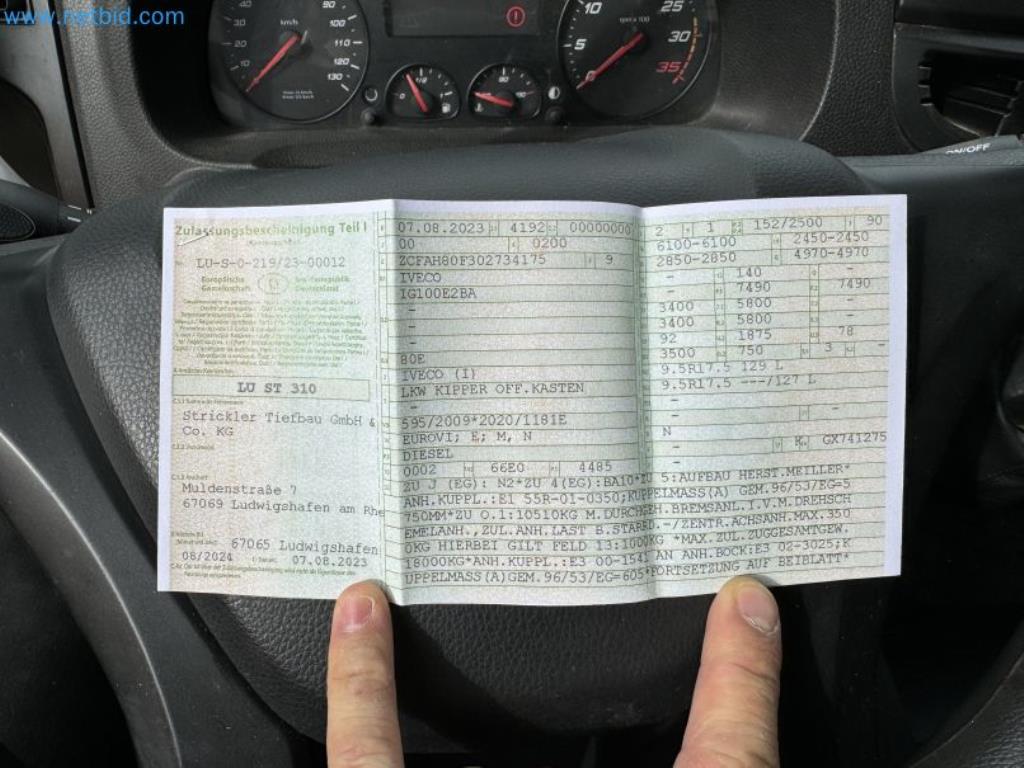 www.netbid.com
km/h
r/min x 100
ON/OFF
Zulassungsbescheinigung Teil I
LU-S-0-219/23-00012
Europäische Gemeinschaft D Bundesrepublik Deutschland
LU ST 310
Strickler Tiefbau GmbH &
Co. KG
Muldenstraße 7
67069 Ludwigshafen am Rhe
67065 Ludwigshafen
08/2024 07.08.2023
07.08.2023 4192 00000000
00 0200
ZCFAH80F302734175 9
IVECO
IG100E2BA
-
-
-
80E
IVECO (I)
LKW KIPPER OFF.KASTEN
-
595/2009*2020/1181E
EUROVI; E; M, N
DIESEL
0002 66E0 4485
2 1 152/2500 90
6100-6100 2450-2450
2850-2850 4970-4970
- 140 -
- 7490 7490
3400 5800
3400 5800
92 1875 78
3500 750 3 -
9.5R17.5 129 L
9.5R17.5 ---/127 L
-
- -
N
- K GX741275
-
ZU J (EG): N2*ZU 4(EG):BA10*ZU 5:AUFBAU HERST.MEILLER*
ANH.KUPPL.:E1 55R-01-0350;KUPPELMASS(A) GEM.96/53/EG=5
750MM*ZU O.1:10510KG M.DURCHGEH.BREMSANL.I.V.M.DREHSCH
EMELANH.,ZUL.ANH.LAST B.STARRD.-/ZENTR.ACHSANH.MAX.350
0KG HIERBEI GILT FELD 13:1000KG *MAX.ZUL.ZUGGESAMTGEW.
18000KG*ANH.KUPPL.:E3 00-1541 AN ANH.BOCK:E3 02-3025;K
UPPELMASS(A)GEM.96/53/EG=605*FORTSETZUNG AUF BEIBLATT*